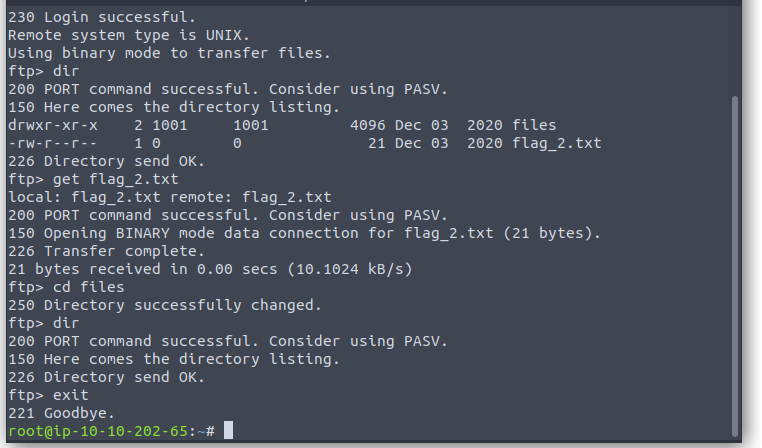 230 Login successful.
Remote system type is UNIX.
Using binary mode to transfer files.
ftp> dir
200 PORT command successful. Consider using PASV.
150 Here comes the directory listing.
drwxr-xr-x    2 1001     1001         4096 Dec 03  2020 files
-rw-r--r--    1 0        0              21 Dec 03  2020 flag_2.txt
226 Directory send OK.
ftp> get flag_2.txt
local: flag_2.txt remote: flag_2.txt
200 PORT command successful. Consider using PASV.
150 Opening BINARY mode data connection for flag_2.txt (21 bytes).
226 Transfer complete.
21 bytes received in 0.00 secs (10.1024 kB/s)
ftp> cd files
250 Directory successfully changed.
ftp> dir
200 PORT command successful. Consider using PASV.
150 Here comes the directory listing.
226 Directory send OK.
ftp> exit
221 Goodbye.
root@ip-10-10-202-65:~#